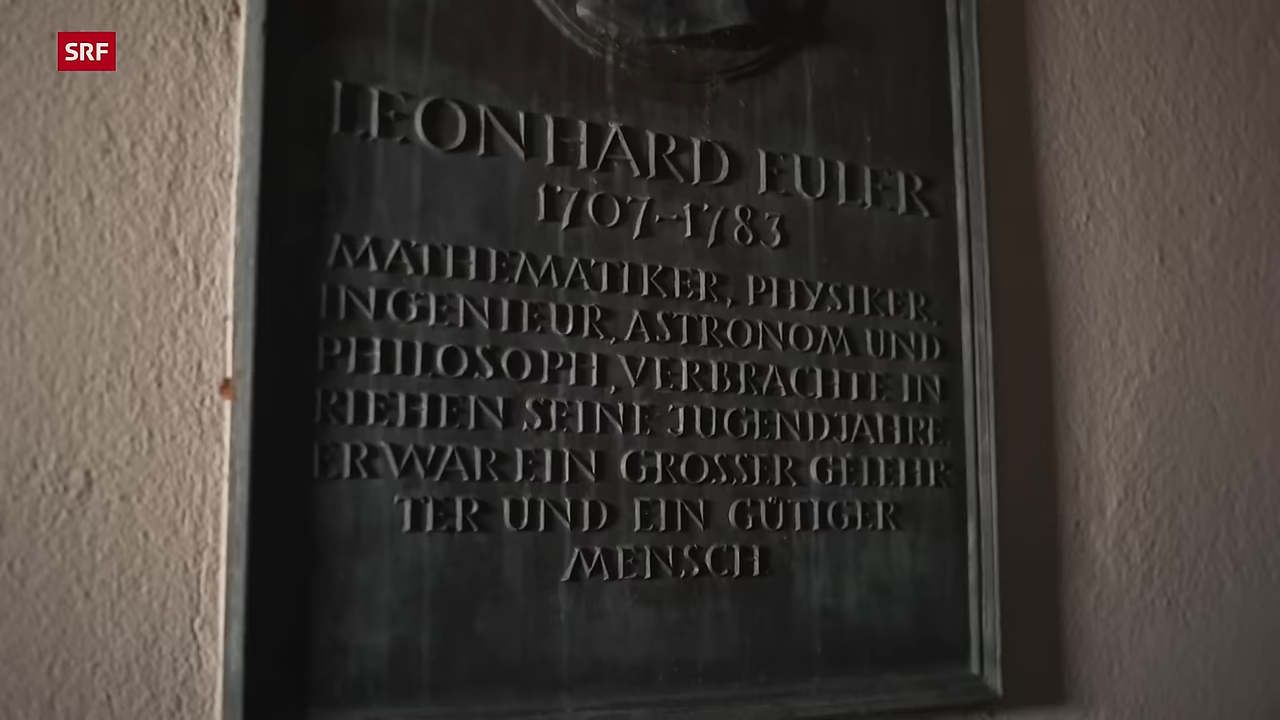 SRF
LEONHARD EULER
1707–1783
MATHEMATIKER, PHYSIKER,
INGENIEUR, ASTRONOM UND
PHILOSOPH, VERBRACHTE IN
RIEHEN SEINE JUGENDJAHRE.
ER WAR EIN GROSSER GELEHR
TER UND EIN GÜTIGER
MENSCH